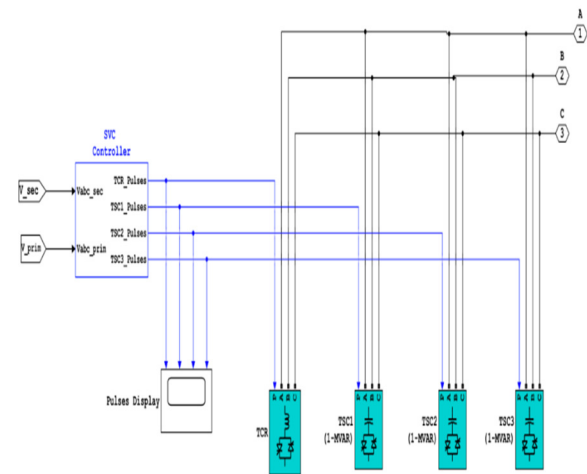 A
1
B
2
C
3
SVC
Controller
V_sec
Vabc_sec
TCR_Pulses
TSC1_Pulses
TSC2_Pulses
V_prim
Vabc_prim
TSC3_Pulses
Pulses Display
P A B C
P A B C
P A B C
P A B C
TCR
TSC1
(1-MVAR)
TSC2
(1-MVAR)
TSC3
(1-MVAR)